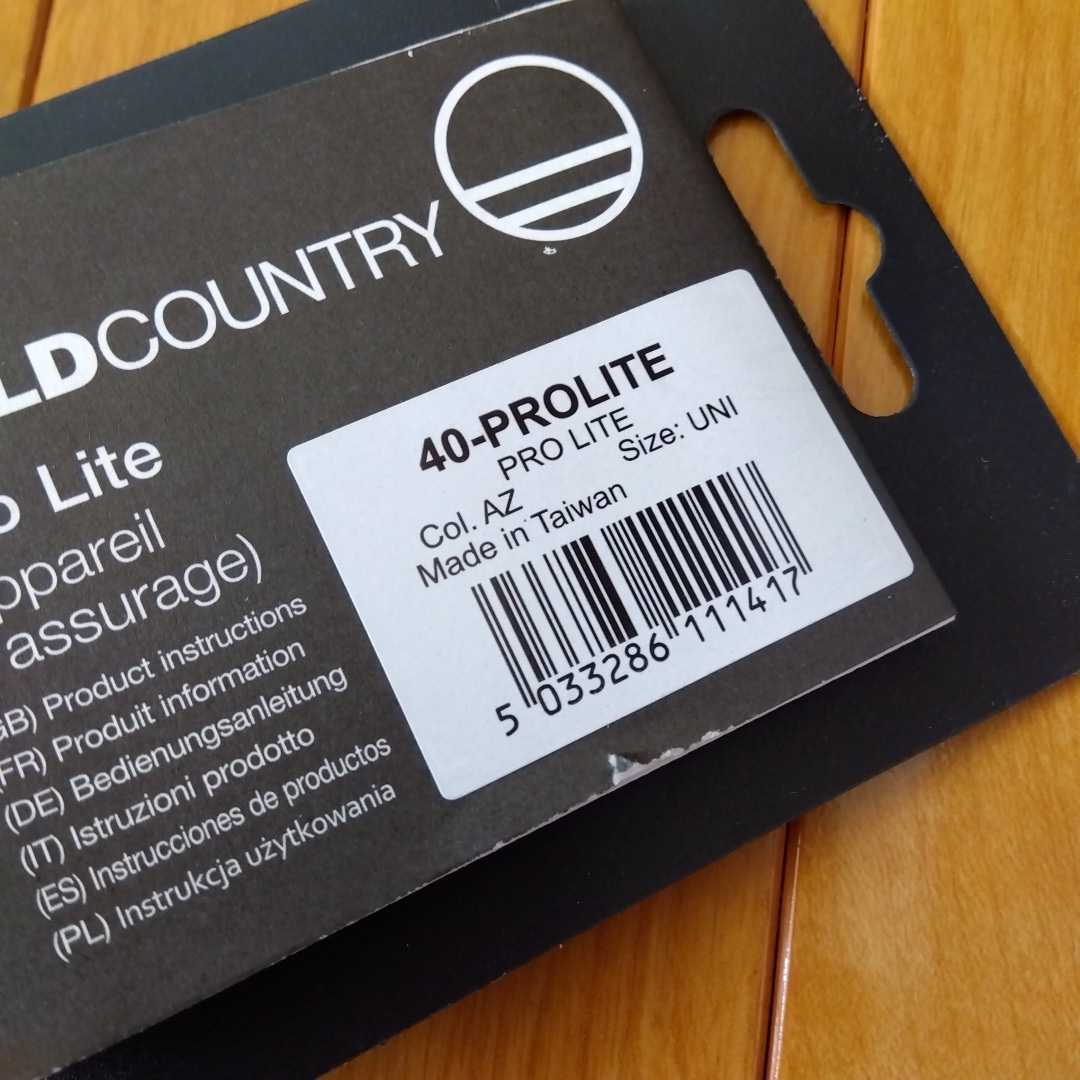 LDCOUNTRY
Lite
appareil
assurage)
(GB) Product instructions
(FR) Produit information
(DE) Bedienungsanleitung
(IT) Istruzioni prodotto
(ES) Instrucciones de productos
(PL) Instrukcja użytkowania
40-PROLITE
PRO LITE
Col. AZ Size: UNI
Made in Taiwan
5 033286 111417